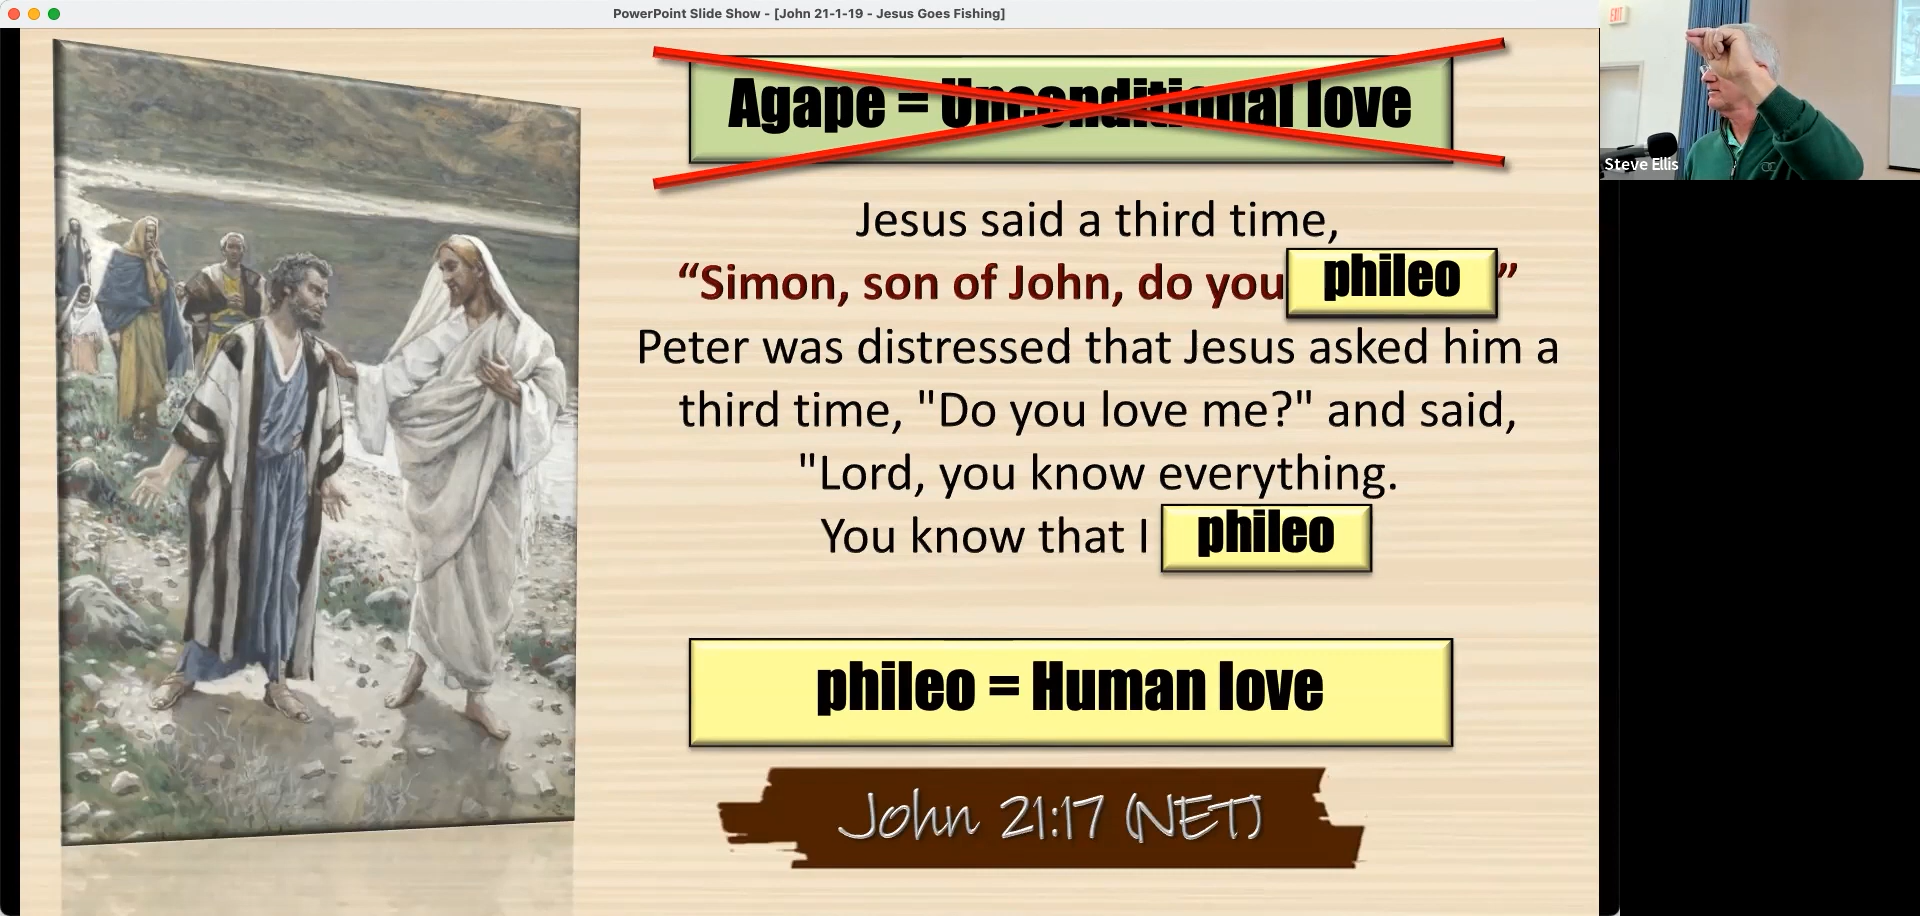 PowerPoint Slide Show - [John 21-1-19 - Jesus Goes Fishing]
EXIT
Steve Ellis
Agape = Unconditional love
Jesus said a third time,
“Simon, son of John, do you phileo ”
Peter was distressed that Jesus asked him a
third time, "Do you love me?" and said,
"Lord, you know everything.
You know that I phileo
phileo = Human love
John 21:17 (NET)